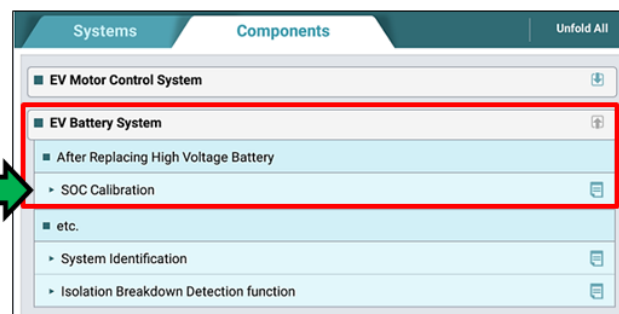 Systems
Components
Unfold All
EV Motor Control System
EV Battery System
After Replacing High Voltage Battery
SOC Calibration
etc.
System Identification
Isolation Breakdown Detection function